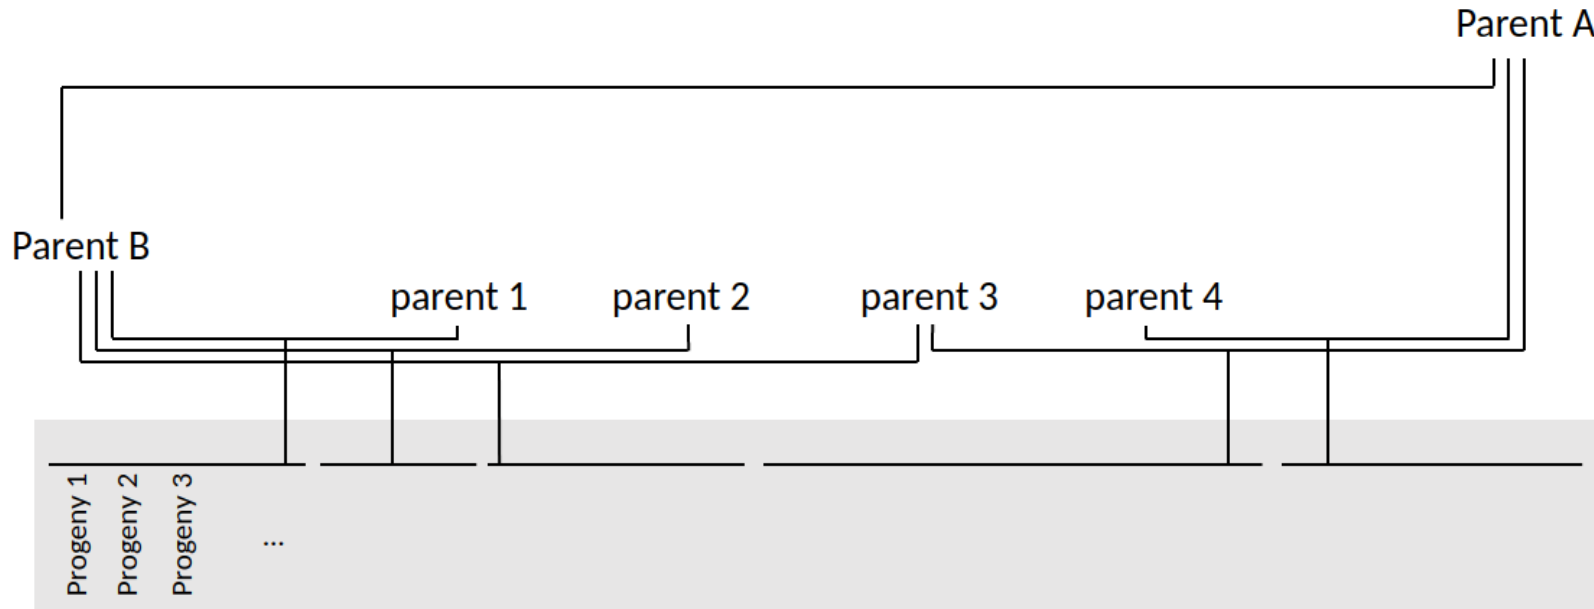 Parent A
Parent B
parent 1
parent 2
parent 3
parent 4
Progeny 1
Progeny 2
Progeny 3
...